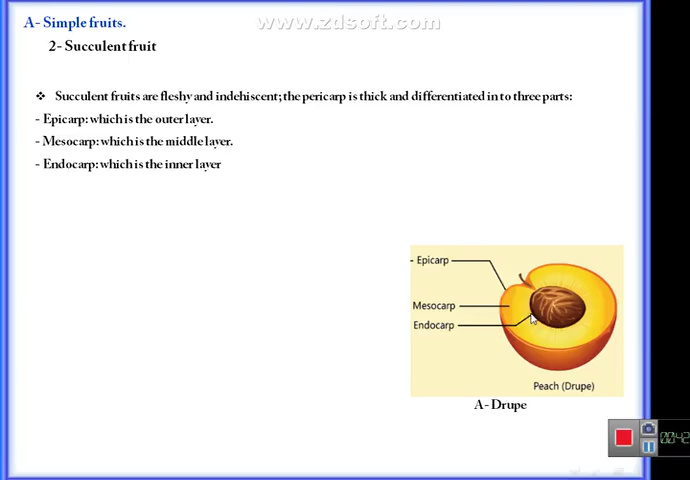 www.zdsoft.com
A- Simple fruits.
2- Succulent fruit
❖ Succulent fruits are fleshy and indehiscent; the pericarp is thick and differentiated in to three parts:
- Epicarp: which is the outer layer.
- Mesocarp: which is the middle layer.
- Endocarp: which is the inner layer
- Epicarp
Mesocarp
Endocarp
Peach (Drupe)
A- Drupe
00:42